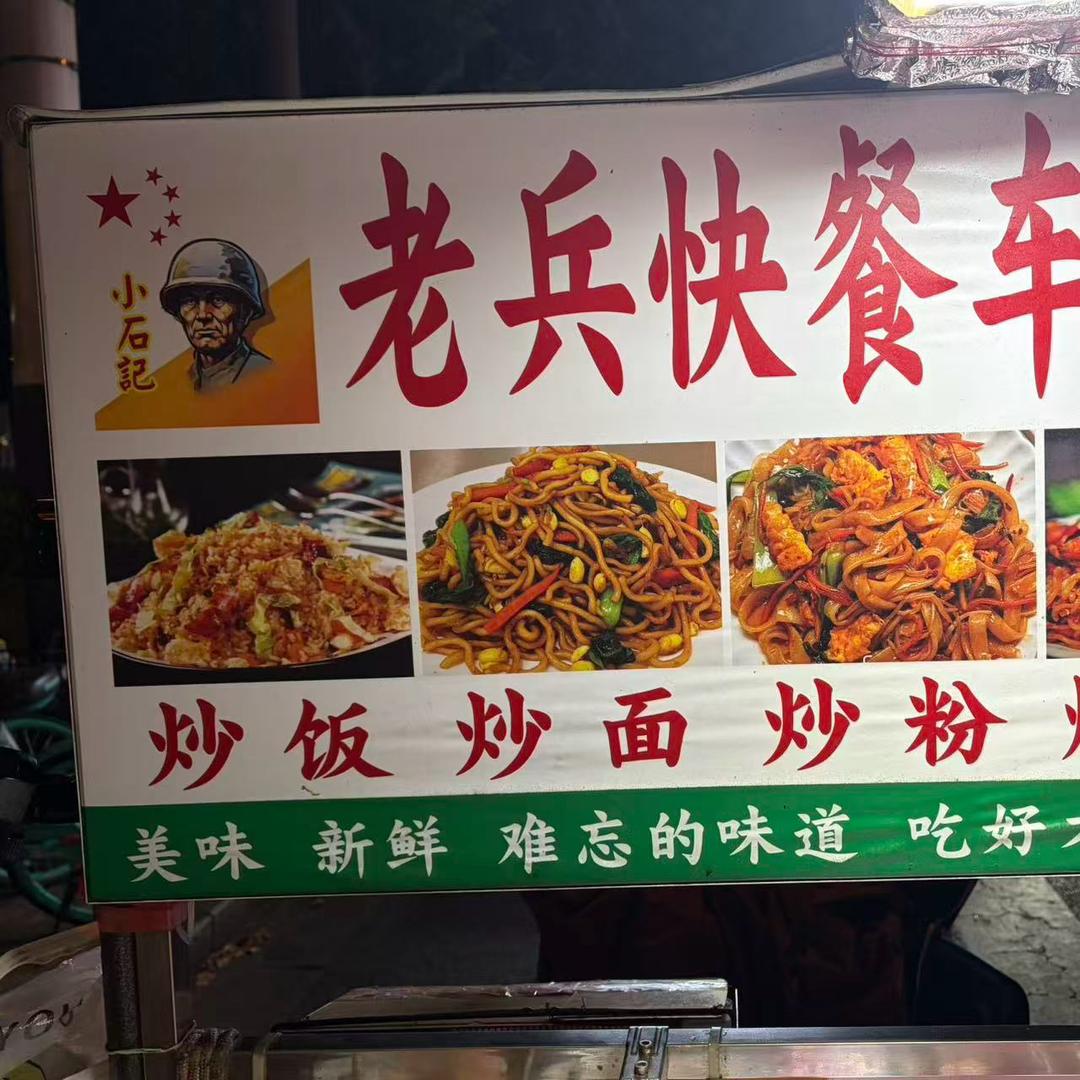 老兵快餐车
小石記
炒饭 炒面 炒粉
美味 新鲜 难忘的味道 吃好
you